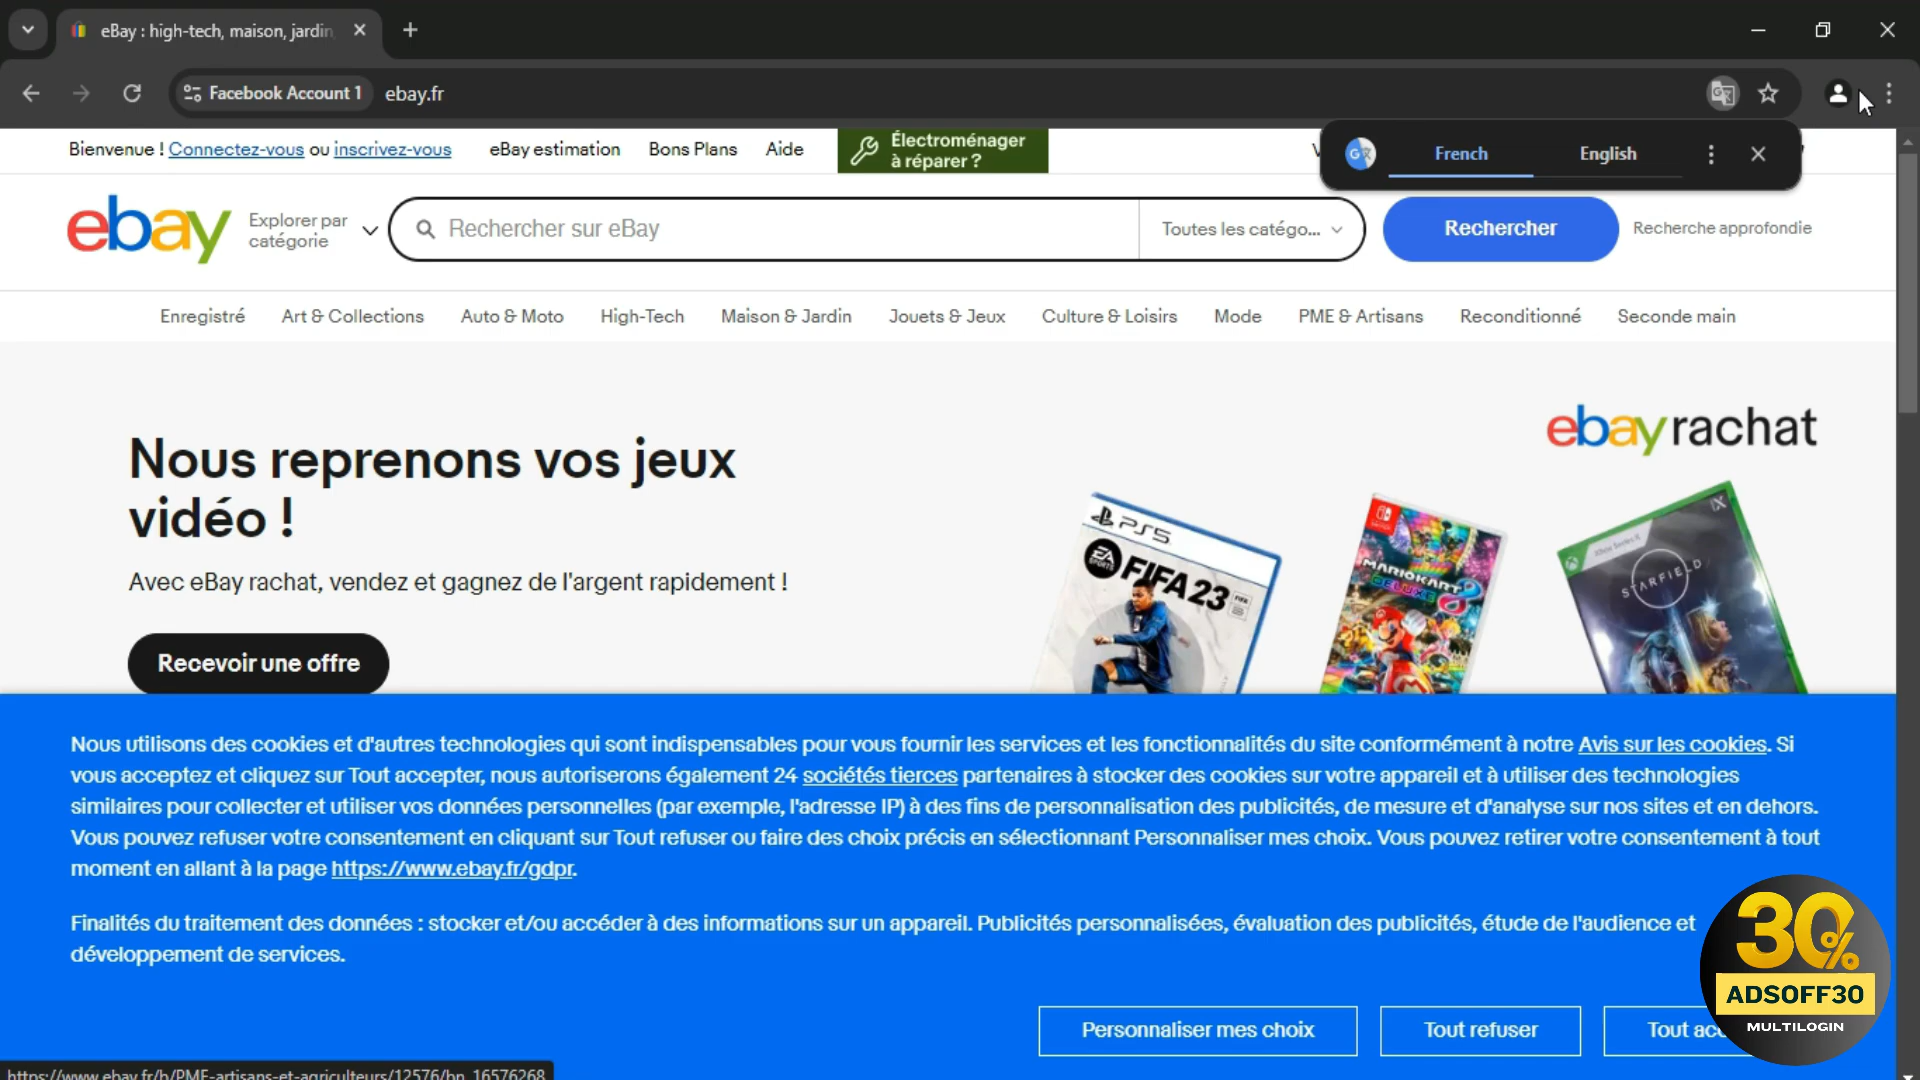 eBay : high-tech, maison, jardin
Facebook Account 1
ebay.fr
French
English
Bienvenue ! Connectez-vous ou inscrivez-vous
eBay estimation
Bons Plans
Aide
Électroménager
à réparer ?
ebay
Explorer par
catégorie
Rechercher sur eBay
Toutes les catégo...
Rechercher
Recherche approfondie
Enregistré
Art & Collections
Auto & Moto
High-Tech
Maison & Jardin
Jouets & Jeux
Culture & Loisirs
Mode
PME & Artisans
Reconditionné
Seconde main
ebay rachat
Nous reprenons vos jeux
vidéo !
Avec eBay rachat, vendez et gagnez de l'argent rapidement !
Recevoir une offre
PS5
EA SPORTS
FIFA 23
MARIOKART
DELUXE 8
Xbox Series X
STARFIELD
Nous utilisons des cookies et d'autres technologies qui sont indispensables pour vous fournir les services et les fonctionnalités du site conformément à notre Avis sur les cookies. Si
vous acceptez et cliquez sur Tout accepter, nous autoriserons également 24 sociétés tierces partenaires à stocker des cookies sur votre appareil et à utiliser des technologies
similaires pour collecter et utiliser vos données personnelles (par exemple, l'adresse IP) à des fins de personnalisation des publicités, de mesure et d'analyse sur nos sites et en dehors.
Vous pouvez refuser votre consentement en cliquant sur Tout refuser ou faire des choix précis en sélectionnant Personnaliser mes choix. Vous pouvez retirer votre consentement à tout
moment en allant à la page https://www.ebay.fr/gdpr.
Finalités du traitement des données : stocker et/ou accéder à des informations sur un appareil. Publicités personnalisées, évaluation des publicités, étude de l'audience et
développement de services.
Personnaliser mes choix
Tout refuser
Tout acc
30%
ADSOFF30
MULTILOGIN
https://www.ebay.fr/b/PME-artisans-et-agriculteurs/12576/bn_16576268